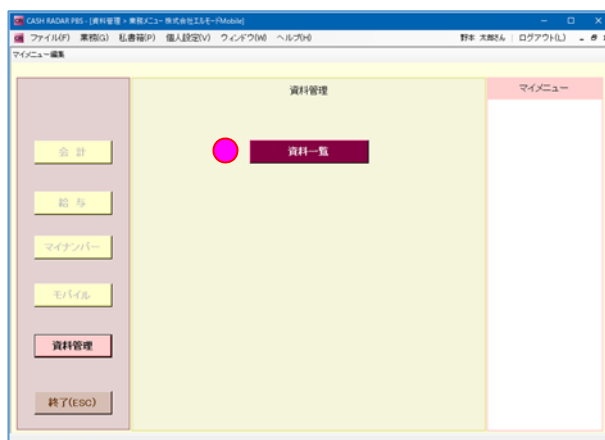 CASH RADAR PBS - [資料管理 > 業務メニュー 株式会社エルモードMobile]
ファイル(F) 業務(G) 私書箱(P) 個人設定(V) ウィンドウ(W) ヘルプ(H) 野本 太郎さん ログアウト(L)
マイメニュー編集
資料管理
マイメニュー
資料一覧
会 計
給 与
マイナンバー
モバイル
資料管理
終了(ESC)